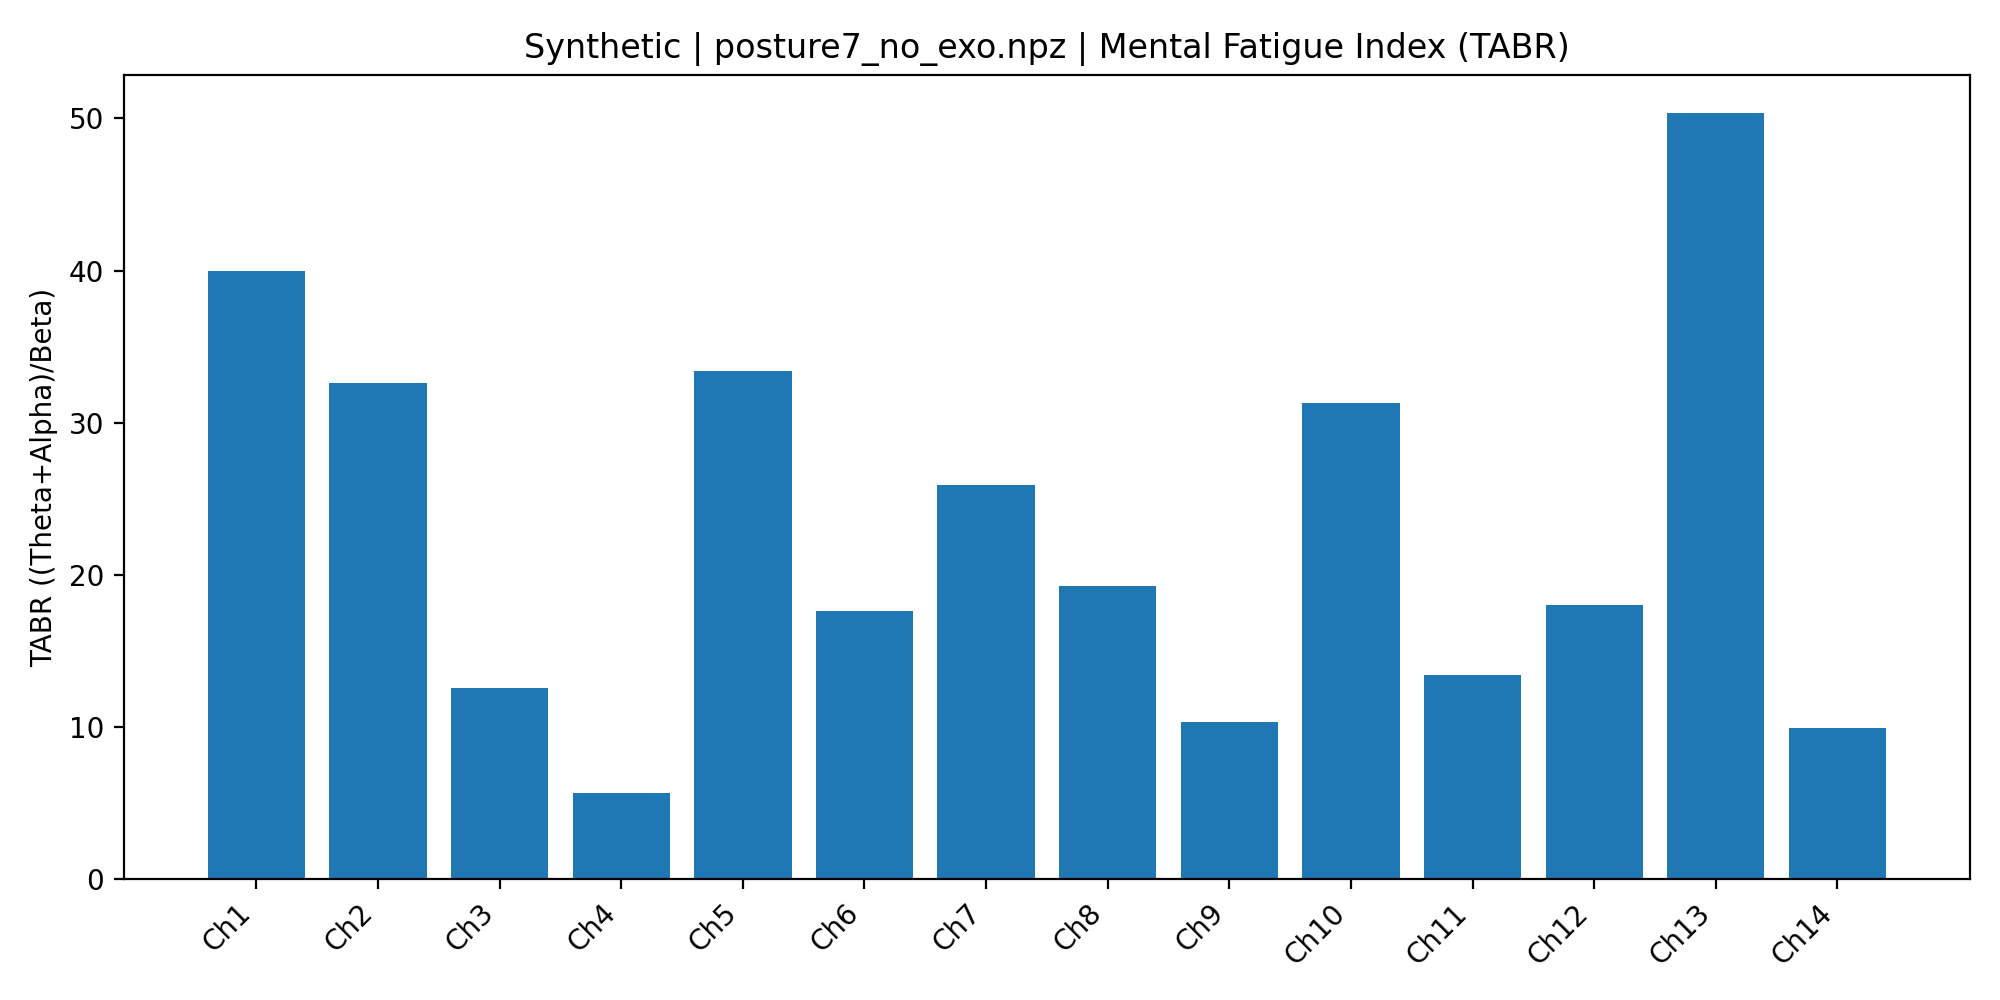 Synthetic | posture7_no_exo.npz | Mental Fatigue Index (TABR)
TABR ((Theta+Alpha)/Beta)
50
40
30
20
10
0
Ch1
Ch2
Ch3
Ch4
Ch5
Ch6
Ch7
Ch8
Ch9
Ch10
Ch11
Ch12
Ch13
Ch14